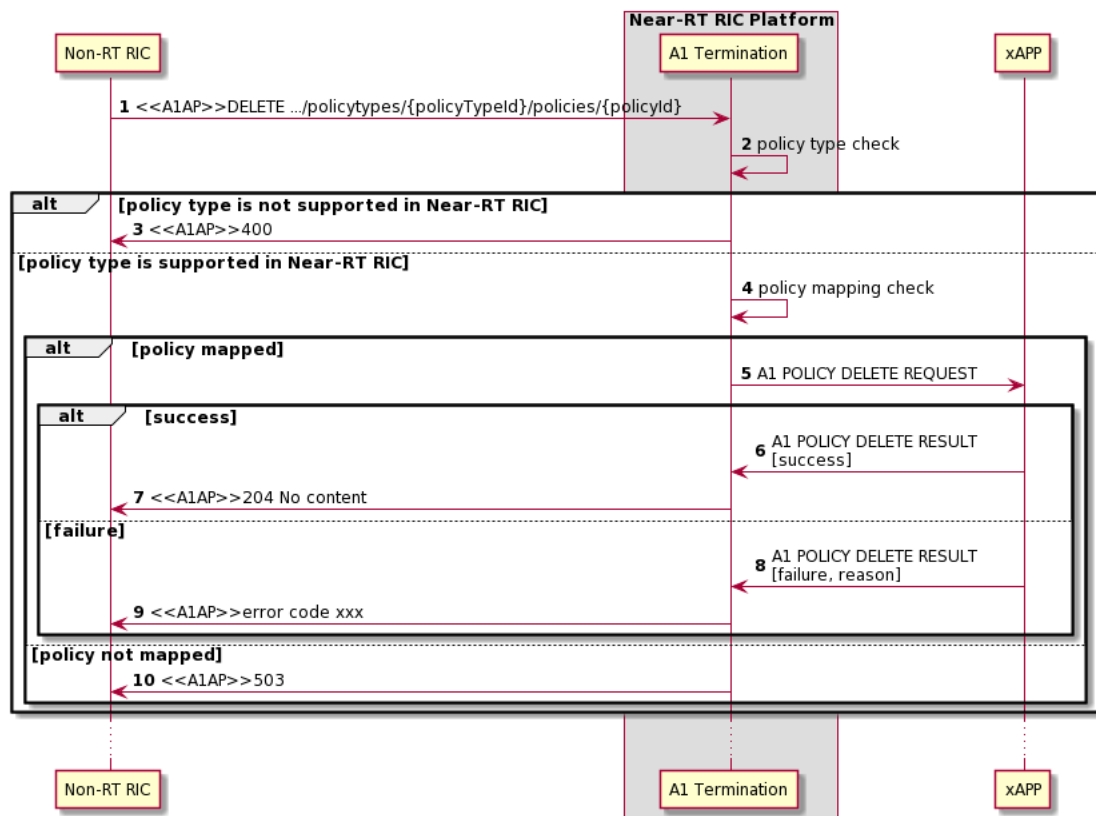 Near-RT RIC Platform
Non-RT RIC
A1 Termination
xAPP
1 <<A1AP>>DELETE .../policytypes/{policyTypeId}/policies/{policyId}
2 policy type check
alt [policy type is not supported in Near-RT RIC]
3 <<A1AP>>400
[policy type is supported in Near-RT RIC]
4 policy mapping check
alt [policy mapped]
5 A1 POLICY DELETE REQUEST
alt [success]
6 A1 POLICY DELETE RESULT
[success]
7 <<A1AP>>204 No content
[failure]
8 A1 POLICY DELETE RESULT
[failure, reason]
9 <<A1AP>>error code xxx
[policy not mapped]
10 <<A1AP>>503
Non-RT RIC
A1 Termination
xAPP